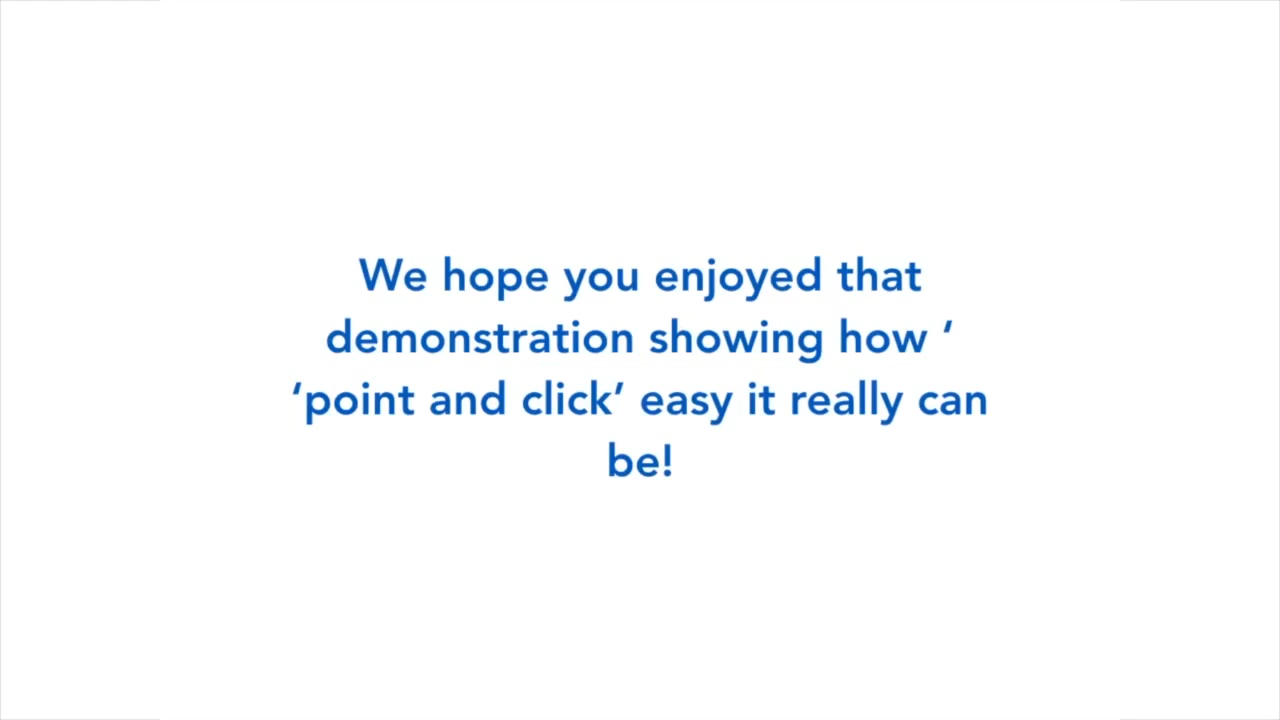 We hope you enjoyed that
demonstration showing how ‘
‘point and click’ easy it really can
be!